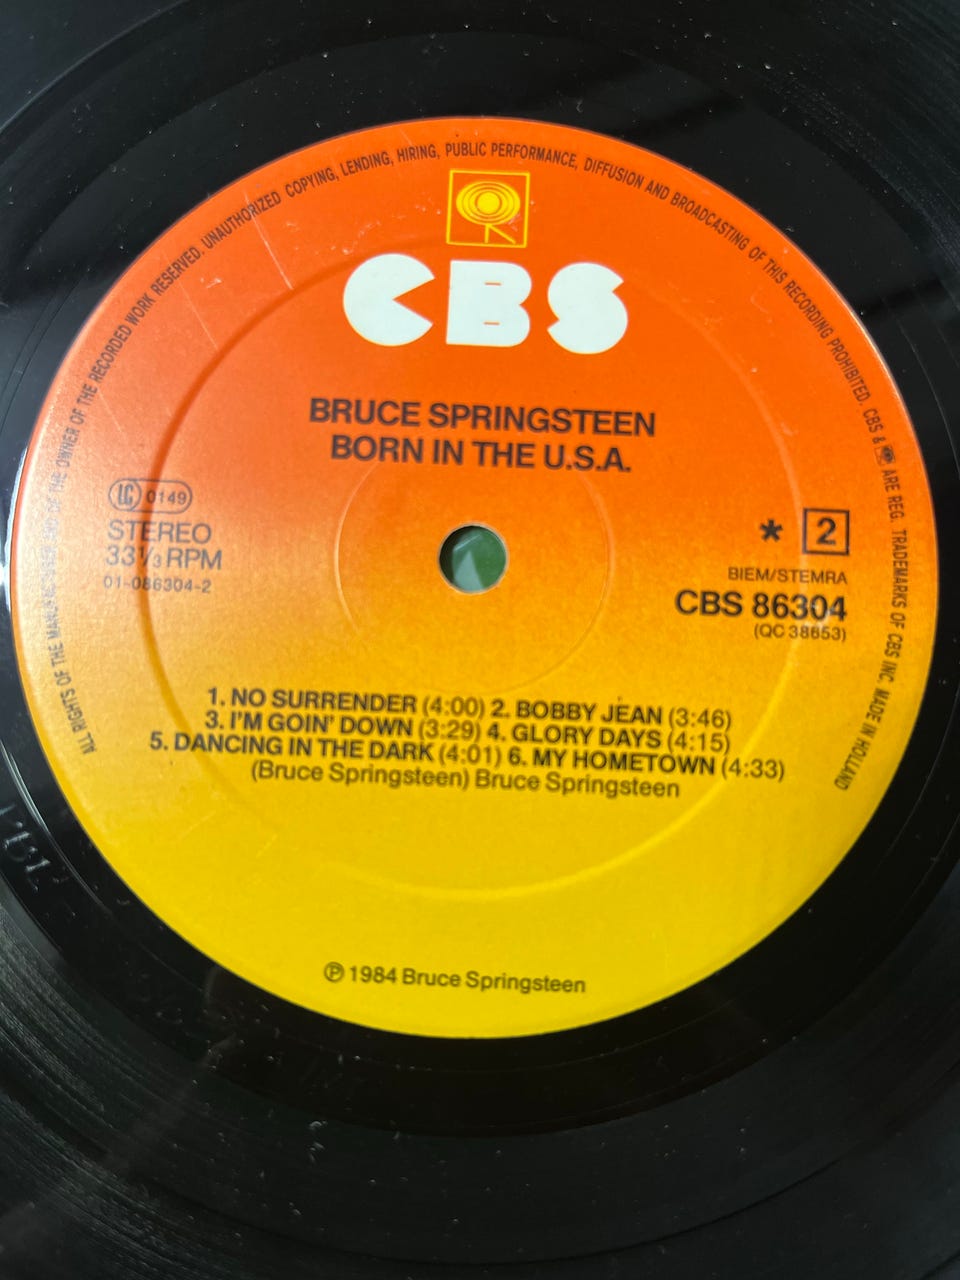 ALL RIGHTS OF THE MANUFACTURER AND OF THE OWNER OF THE RECORDED WORK RESERVED. UNAUTHORIZED COPYING, LENDING, HIRING, PUBLIC PERFORMANCE, DIFFUSION AND BROADCASTING OF THIS RECORDING PROHIBITED. CBS & ARE REG. TRADEMARKS OF CBS INC. MADE IN HOLLAND
CBS
BRUCE SPRINGSTEEN
BORN IN THE U.S.A.
LC 0149
STEREO
33 1/3 RPM
01-086304-2
* 2
BIEM/STEMRA
CBS 86304
(QC 38653)
1. NO SURRENDER (4:00) 2. BOBBY JEAN (3:46)
3. I'M GOIN' DOWN (3:29) 4. GLORY DAYS (4:15)
5. DANCING IN THE DARK (4:01) 6. MY HOMETOWN (4:33)
(Bruce Springsteen) Bruce Springsteen
℗ 1984 Bruce Springsteen